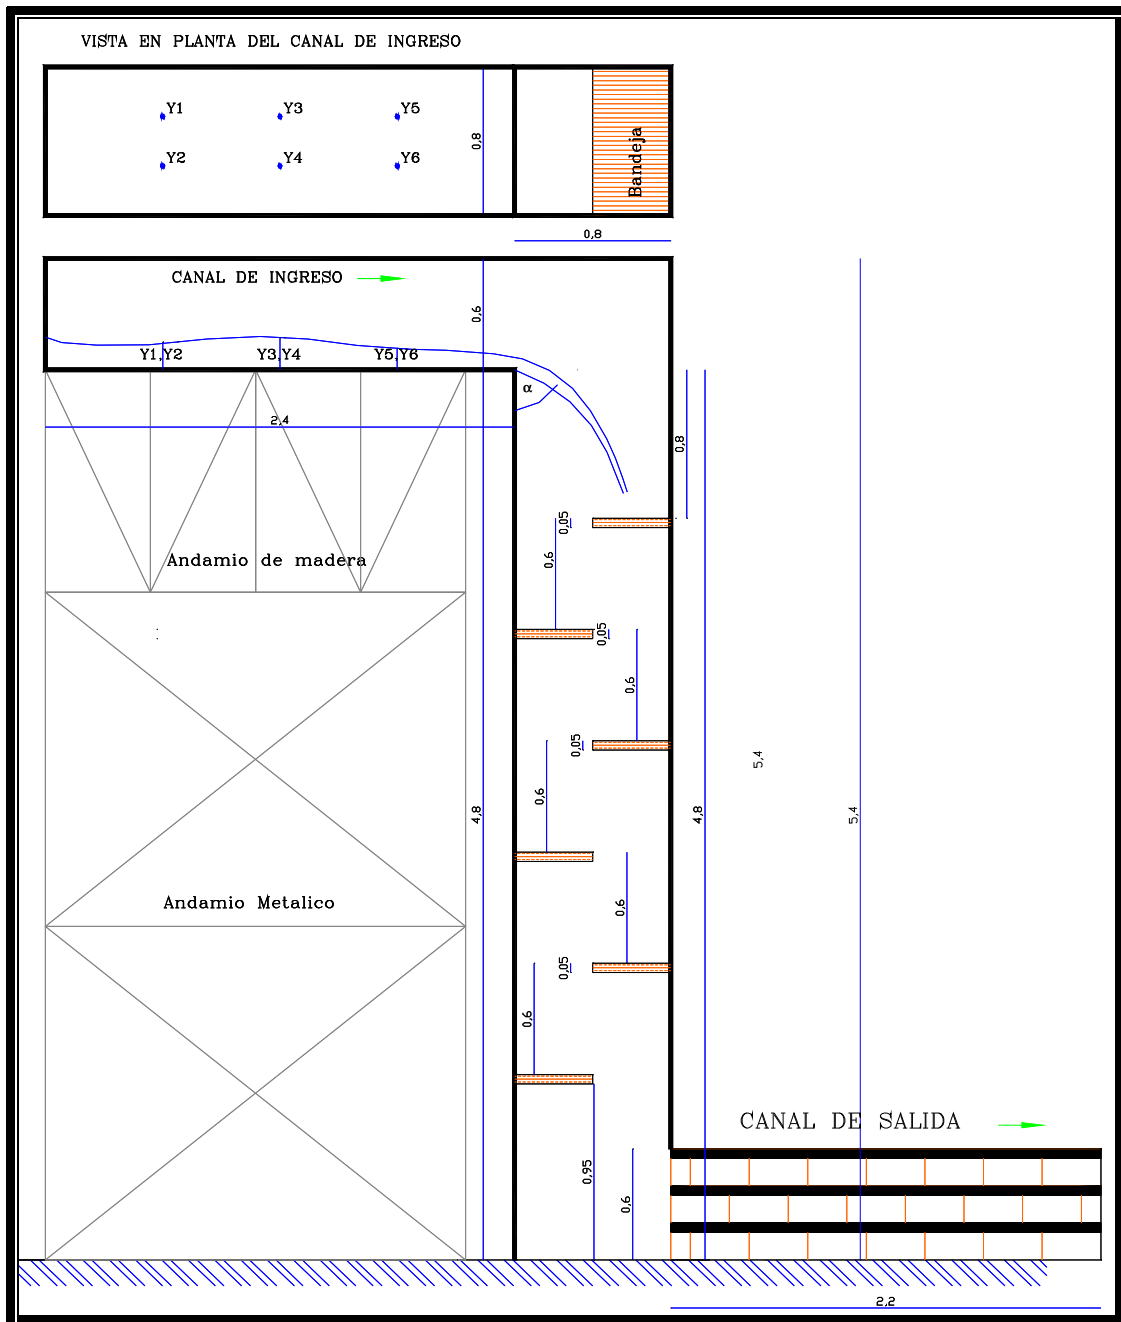 VISTA EN PLANTA DEL CANAL DE INGRESO
Y1
Y3
Y5
Y2
Y4
Y6
0,8
Bandeja
0,8
CANAL DE INGRESO
0,6
Y1,Y2
Y3,Y4
Y5,Y6
α
2,4
0,8
0,05
0,6
Andamio de madera
0,05
0,6
0,05
5,4
0,6
4,8
4,8
5,4
0,6
Andamio Metalico
0,05
0,6
CANAL DE SALIDA
0,95
0,6
2,2